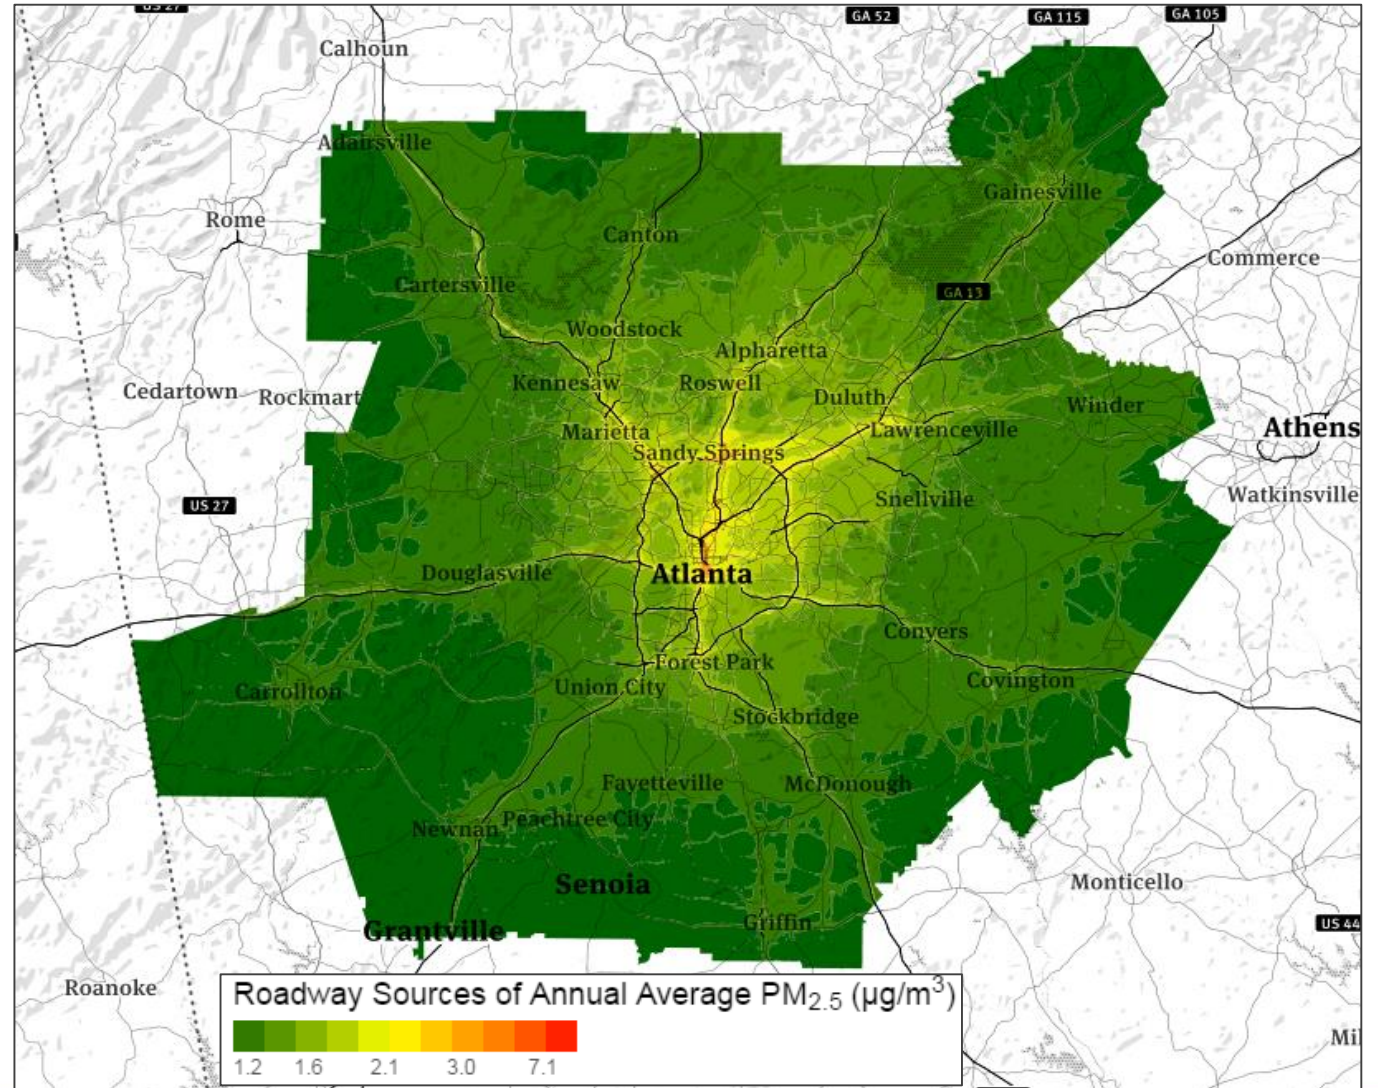 US 27
GA 52
GA 115
GA 105
Calhoun
Adairsville
Gainesville
Rome
Canton
Commerce
Cartersville
GA 13
Woodstock
Alpharetta
Cedartown
Rockmart
Kennesaw
Roswell
Duluth
Winder
Marietta
Lawrenceville
Athens
Sandy Springs
US 27
Snellville
Watkinsville
Douglasville
Atlanta
Conyers
Forest Park
Carrollton
Union City
Covington
Stockbridge
Fayetteville
McDonough
Newnan
Peachtree City
Senoia
Monticello
Grantville
Griffin
US 44
Roanoke
Roadway Sources of Annual Average PM2.5 (µg/m³)
1.2 1.6 2.1 3.0 7.1